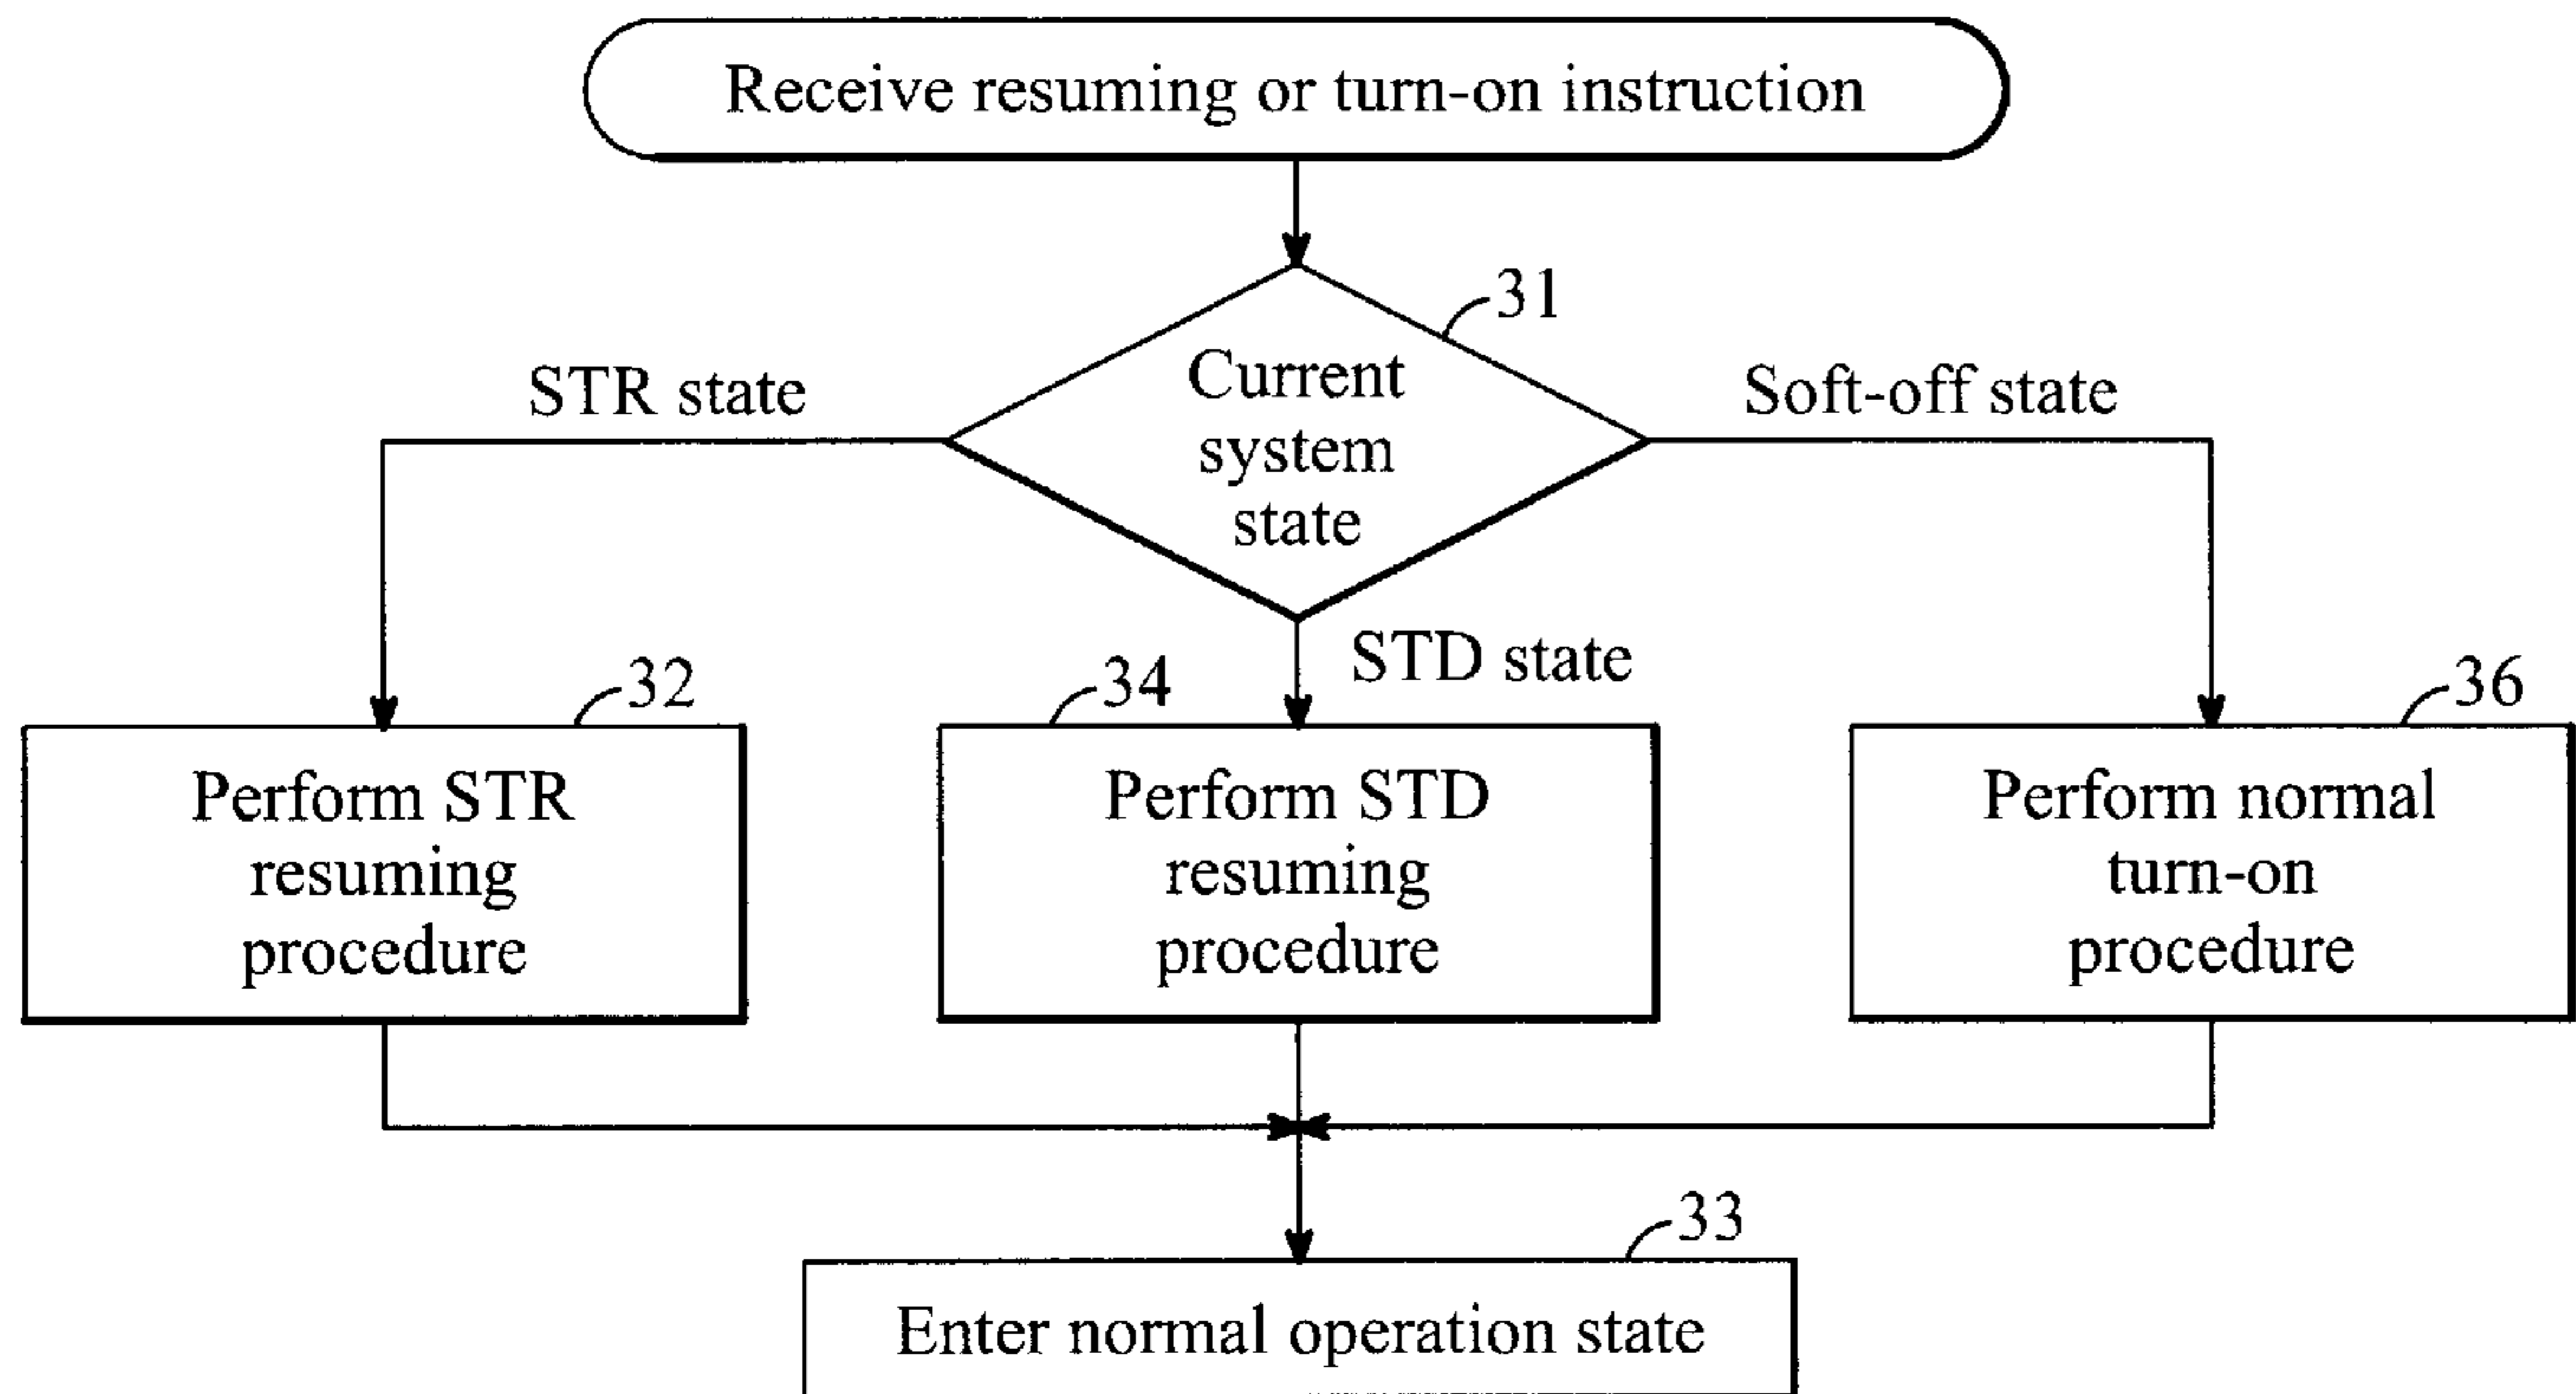 Receive resuming or turn-on instruction
31
Current
system
state
STR state
Soft-off state
STD state
32
34
36
Perform STR
resuming
procedure
Perform STD
resuming
procedure
Perform normal
turn-on
procedure
33
Enter normal operation state